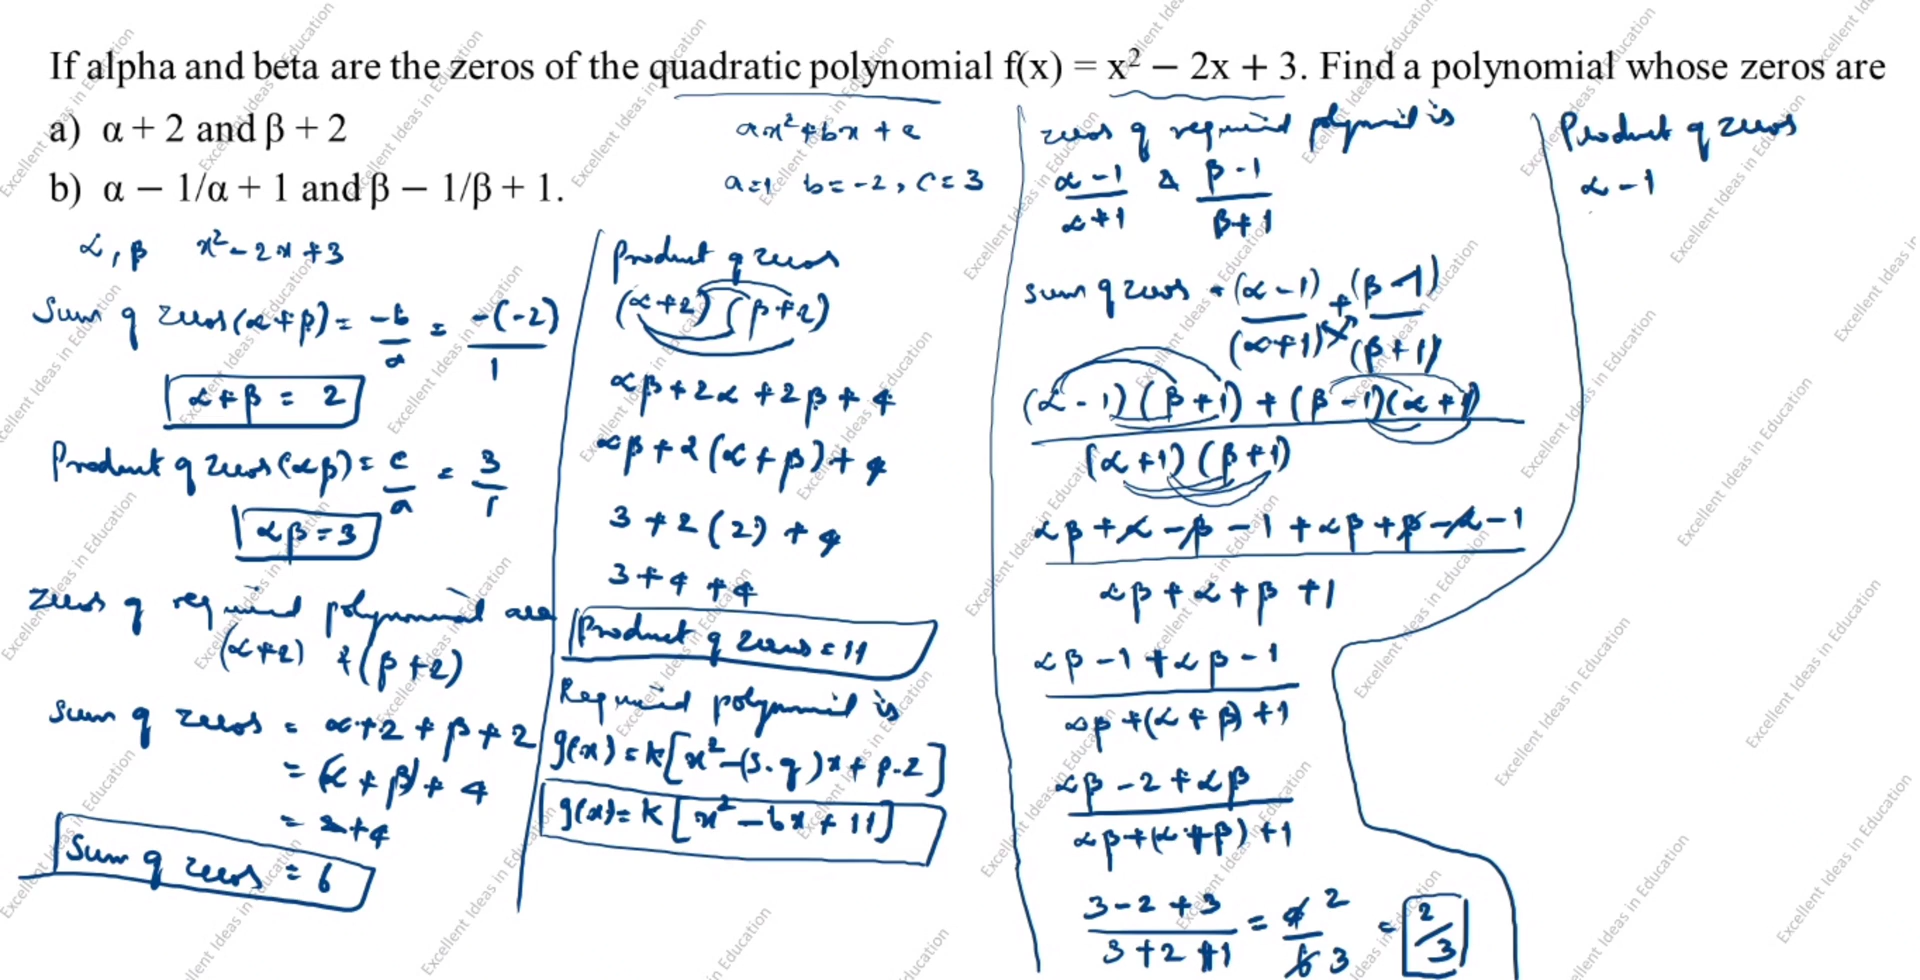 If alpha and beta are the zeros of the quadratic polynomial f(x) = x² – 2x + 3. Find a polynomial whose zeros are
a) α + 2 and β + 2
b) α – 1/α + 1 and β – 1/β + 1.
α, β x² - 2x + 3
Sum of zeros (α+β) = -b/a = -(-2)/1
α+β = 2
Product of zeros (αβ) = c/a = 3/1
αβ = 3
Zeros of required polynomial are
(α+2) & (β+2)
Sum of zeros = α+2 + β+2
= (α + β) + 4
= 2+4
Sum of zeros = 6
ax² + bx + c
a=1 b=-2, c=3
Product of zeros
(α+2) (β+2)
αβ + 2α + 2β + 4
αβ + 2(α + β) + 4
3 + 2(2) + 4
3 + 4 + 4
Product of zeros = 11
Required polynomial is
g(x) = k[x² - (s.z)x + p.z]
g(x) = k[x² - 6x + 11]
zeros of required polynomial is
α-1/α+1 & β-1/β+1
Sum of zeros = (α-1)/(α+1) + (β-1)/(β+1)
(α-1)(β+1) + (β-1)(α+1)
(α+1)(β+1)
αβ + α - β - 1 + αβ + β - α - 1
αβ + α + β + 1
αβ - 1 + αβ - 1
αβ + (α + β) + 1
αβ - 2 + αβ
αβ + (α + β) + 1
3 - 2 + 3 / 3 + 2 + 1 = 4 2 / 6 3 = 2/3
Product of zeros
α - 1
Excellent Ideas in Education